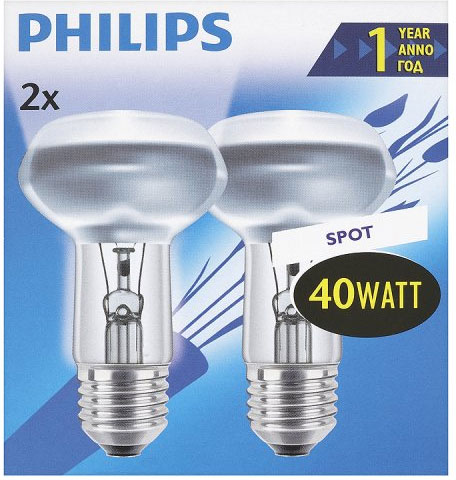 PHILIPS
1 YEAR
ANNO
ГОД
2x
SPOT
40WATT